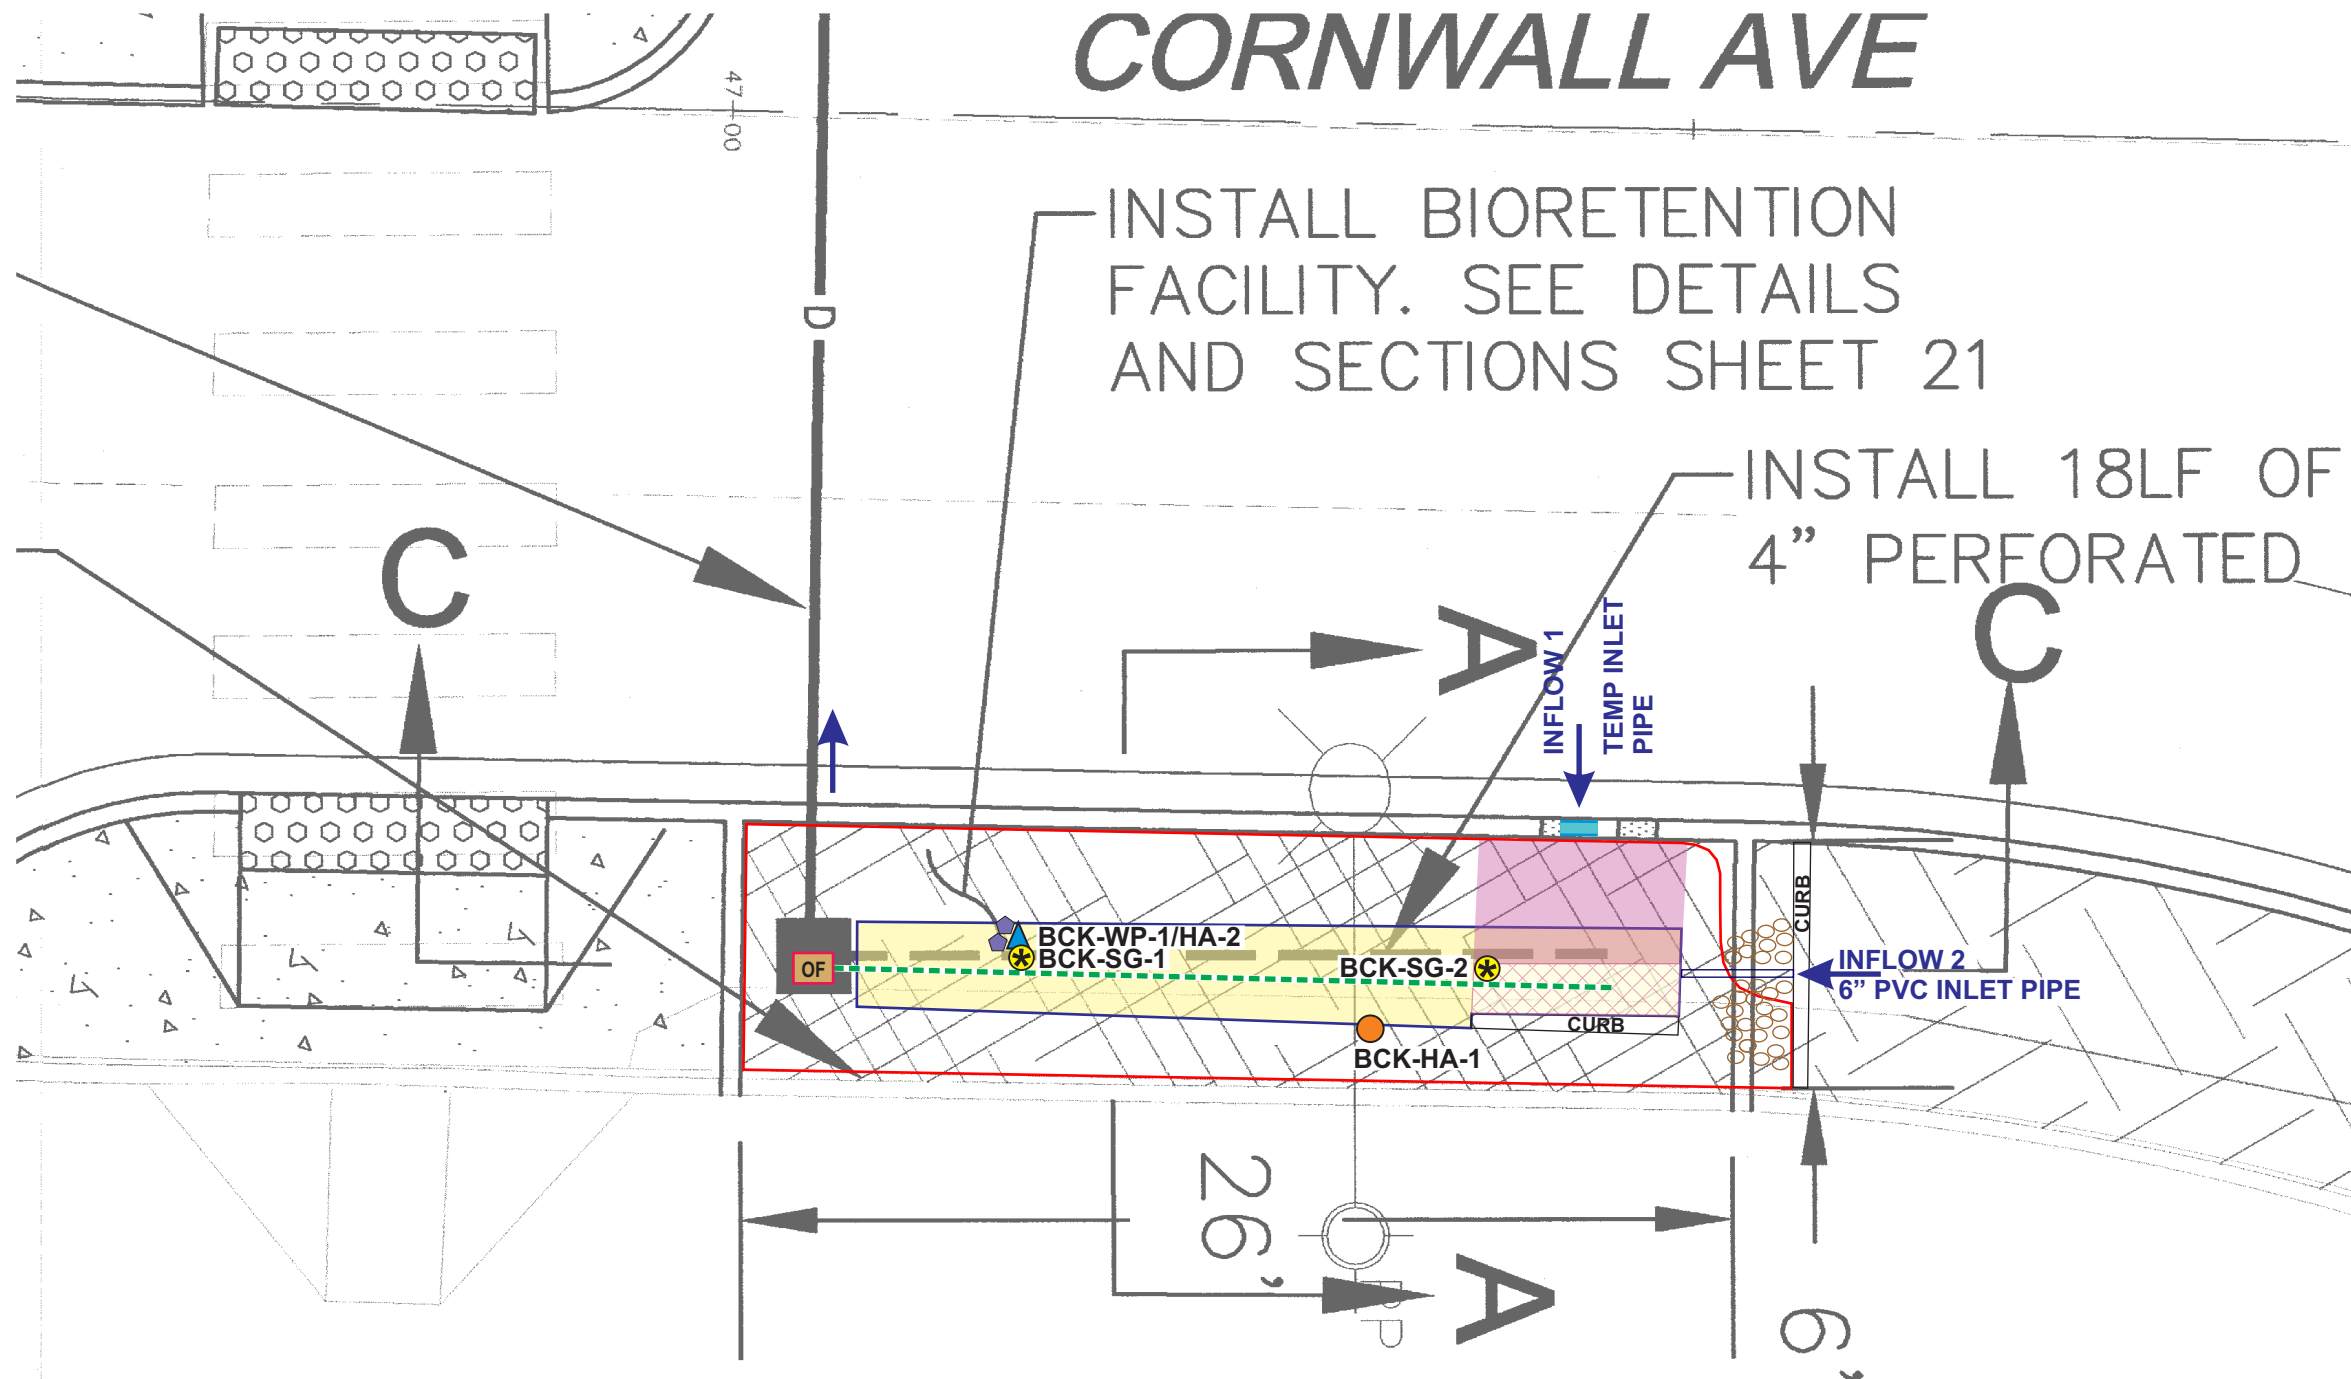 CORNWALL AVE
47+00
INSTALL BIORETENTION
FACILITY. SEE DETAILS
AND SECTIONS SHEET 21
D
INSTALL 18LF OF
4” PERFORATED
C
C
A
INFLOW 1
TEMP INLET
PIPE
CURB
BCK-WP-1/HA-2
BCK-SG-1
OF
BCK-SG-2
INFLOW 2
6” PVC INLET PIPE
CURB
BCK-HA-1
26’
A
6’